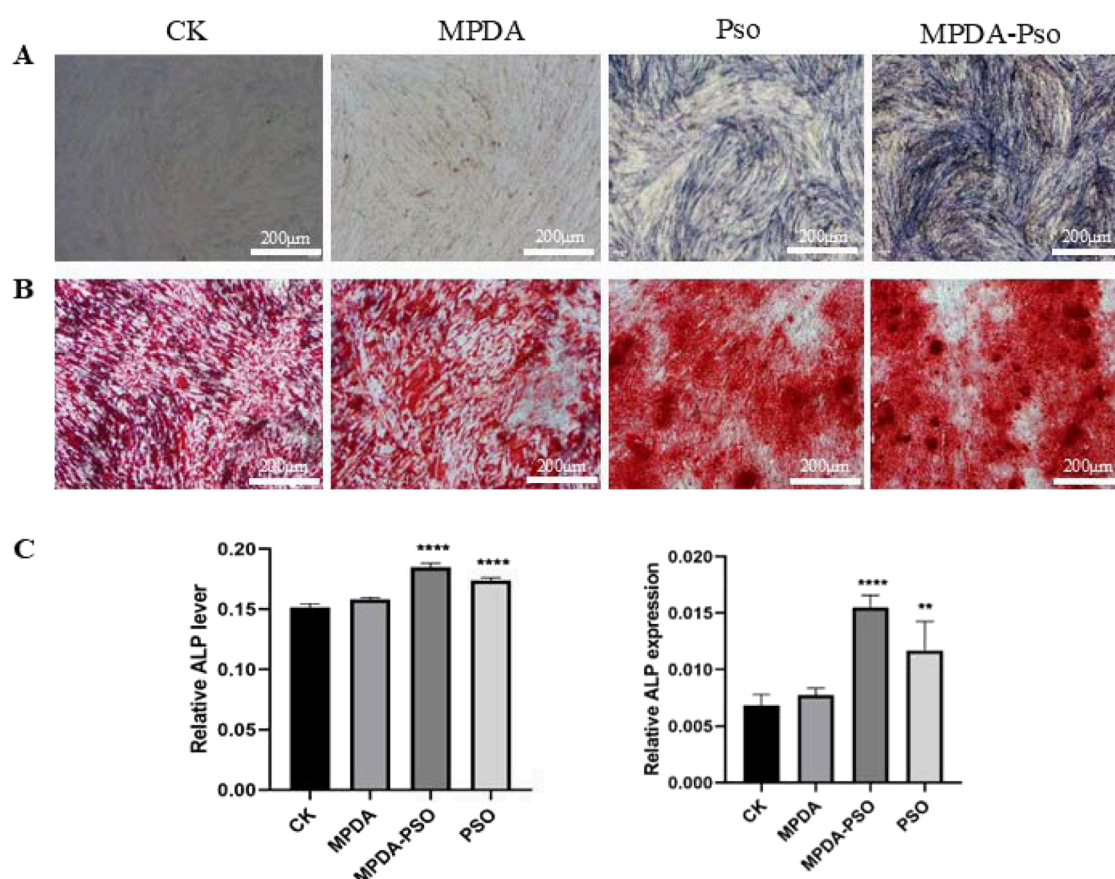 CK MPDA Pso MPDA-Pso
A
200μm 200μm 200μm 200μm
B
200μm 200μm 200μm 200μm
C
Relative ALP lever
0.20
0.15
0.10
0.05
0.00
**** ****
CK MPDA MPDA-PSO PSO
Relative ALP expression
0.020
0.015
0.010
0.005
0.000
**** **
CK MPDA MPDA-PSO PSO